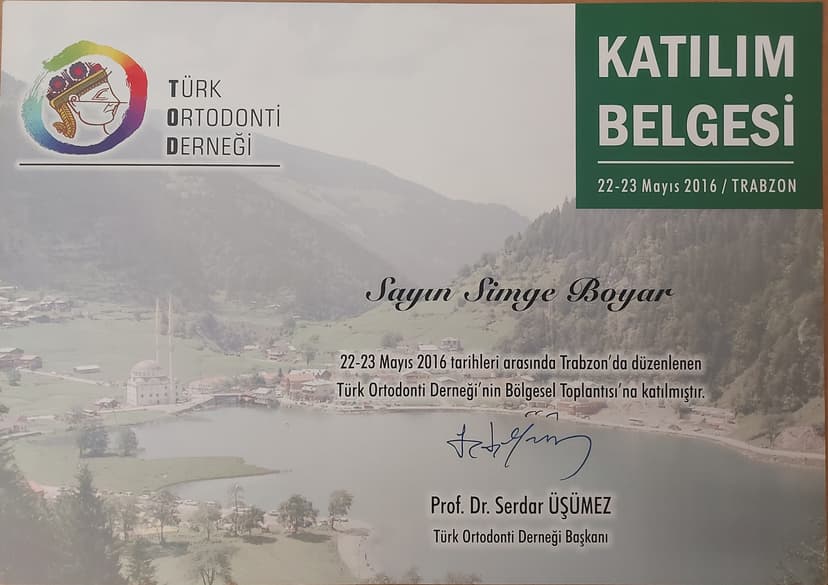 TÜRK
ORTODONTİ
DERNEĞİ
KATILIM
BELGESİ
22-23 Mayıs 2016 / TRABZON
Sayın Simge Boyar
22-23 Mayıs 2016 tarihleri arasında Trabzon'da düzenlenen
Türk Ortodonti Derneği'nin Bölgesel Toplantısı'na katılmıştır.
Prof. Dr. Serdar ÜŞÜMEZ
Türk Ortodonti Derneği Başkanı